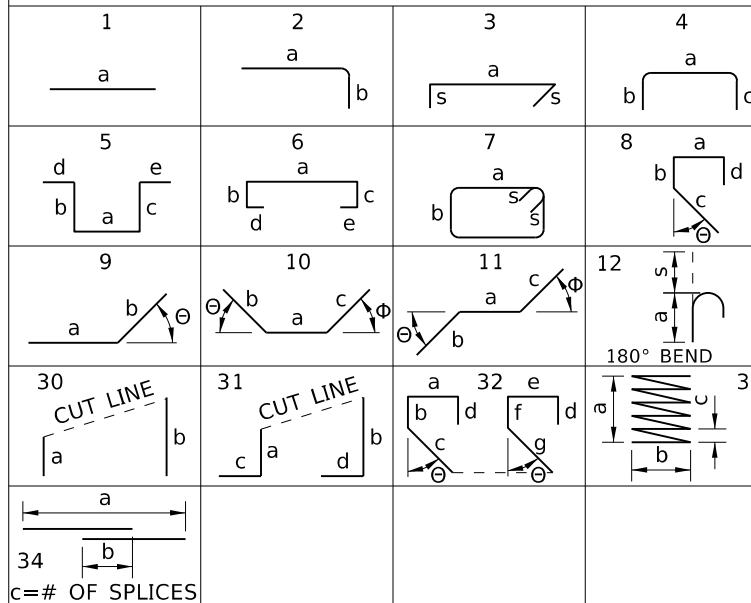 1
2
3
4
a
a
b
a
s
s
a
b
c
5
6
7
8
d
e
b
a
c
a
b
c
d
e
a
b
s
s
a
b
d
c
Θ
9
10
11
12
a
b
Θ
Θ
b
a
c
Φ
Θ
b
a
c
Φ
s
a
180° BEND
30
31
32
3
CUT LINE
a
b
CUT LINE
c
a
d
b
a
b
d
c
Θ
e
f
d
g
Θ
a
b
c
34
a
b
c=# OF SPLICES